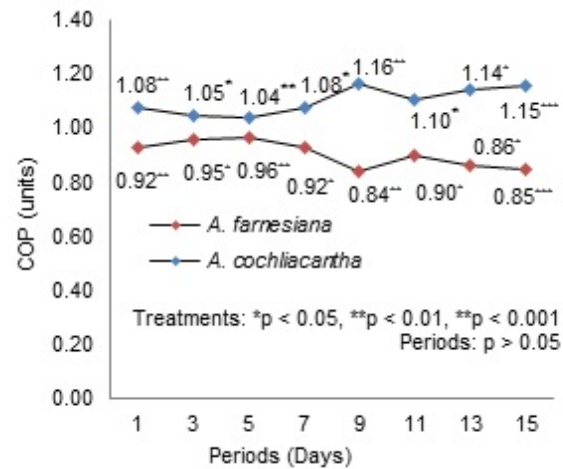 1.40
1.20
1.00
0.80
0.60
0.40
0.20
0.00
COP (units)
1.08** 1.05* 1.04** 1.08* 1.16** 1.10* 1.14* 1.15***
0.92** 0.95* 0.96** 0.92* 0.84** 0.90* 0.86* 0.85***
A. farnesiana
A. cochliacantha
Treatments: *p < 0.05, **p < 0.01, **p < 0.001
Periods: p > 0.05
1 3 5 7 9 11 13 15
Periods (Days)